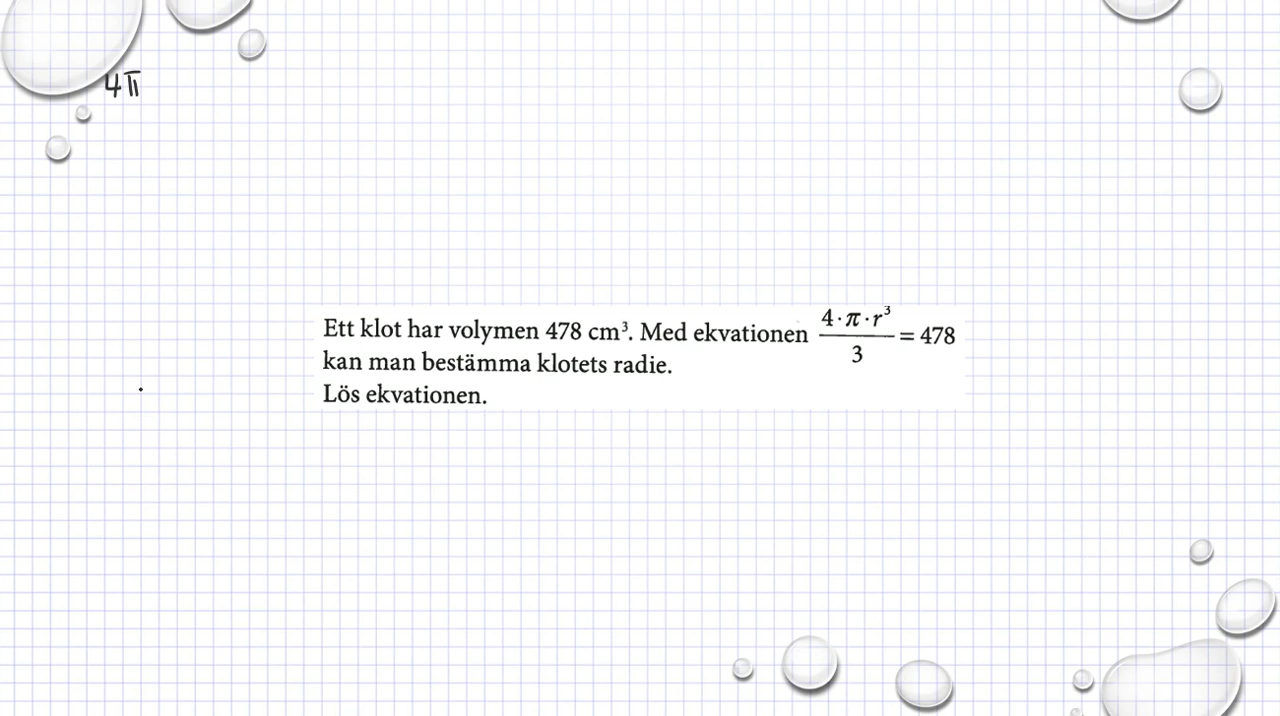 4π
Ett klot har volymen 478 cm³. Med ekvationen 4·π·r³/3 = 478
kan man bestämma klotets radie.
Lös ekvationen.